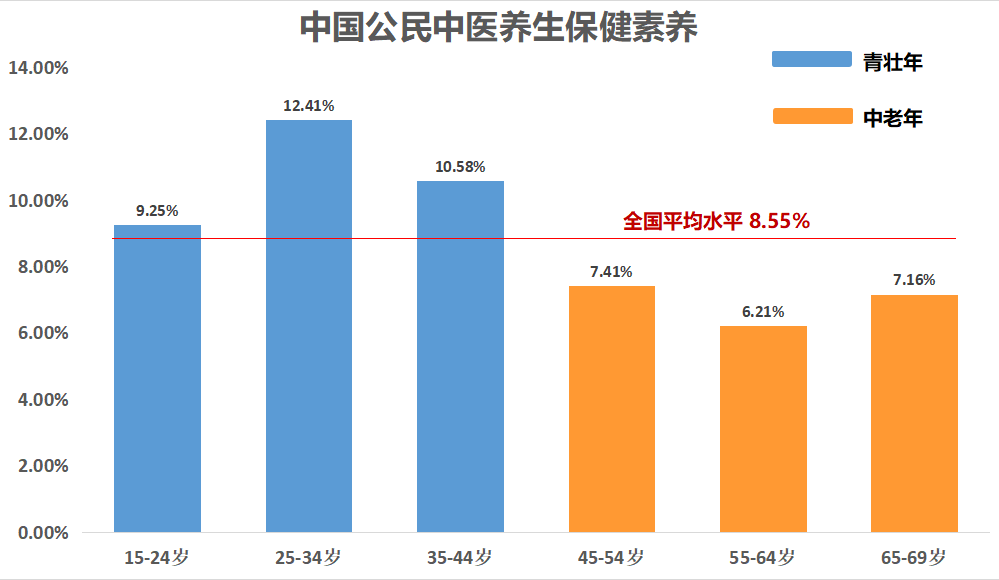 中国公民中医养生保健素养
青壮年
中老年
14.00%
12.00%
10.00%
8.00%
6.00%
4.00%
2.00%
0.00%
9.25%
12.41%
10.58%
全国平均水平 8.55%
7.41%
6.21%
7.16%
15-24岁
25-34岁
35-44岁
45-54岁
55-64岁
65-69岁